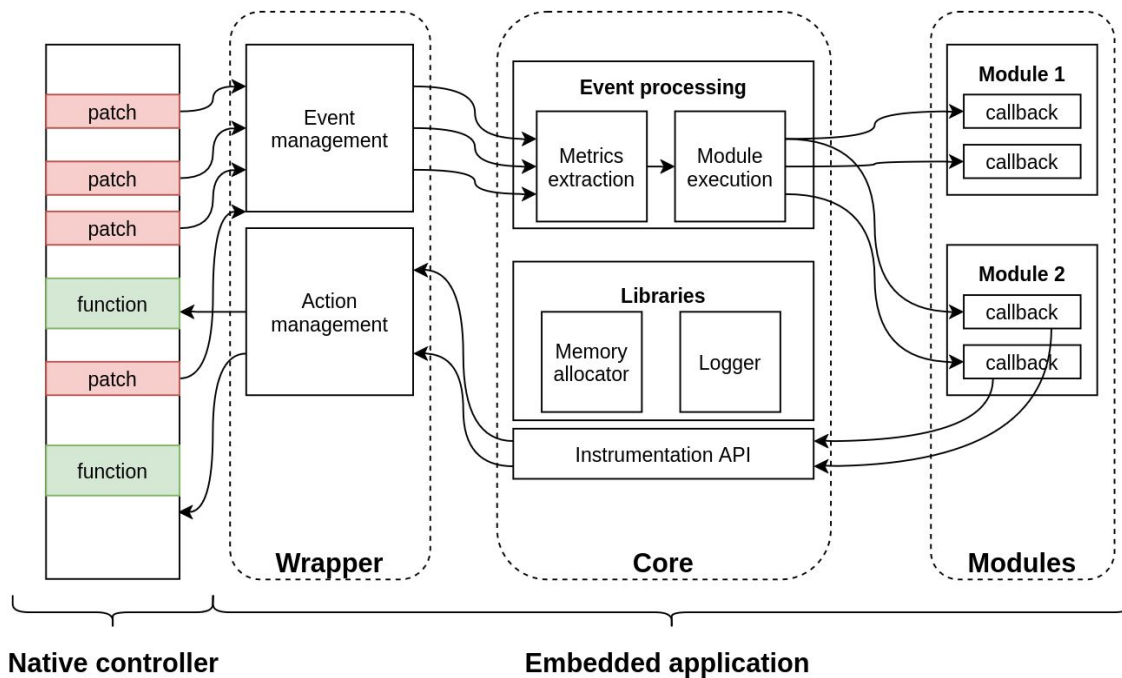 patch
patch
patch
function
patch
function
Native controller
Event
management
Action
management
Wrapper
Event processing
Metrics
extraction
Module
execution
Libraries
Memory
allocator
Logger
Instrumentation API
Core
Module 1
callback
callback
Module 2
callback
callback
Modules
Embedded application